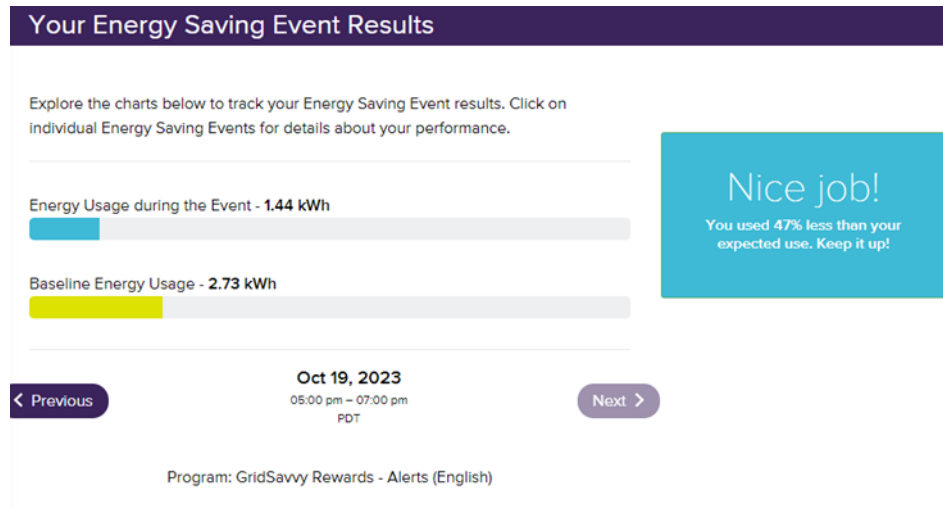 Your Energy Saving Event Results
Explore the charts below to track your Energy Saving Event results. Click on
individual Energy Saving Events for details about your performance.
Energy Usage during the Event - 1.44 kWh
Baseline Energy Usage - 2.73 kWh
Nice job!
You used 47% less than your
expected use. Keep it up!
Previous
Oct 19, 2023
05:00 pm – 07:00 pm
PDT
Next
Program: GridSavvy Rewards - Alerts (English)